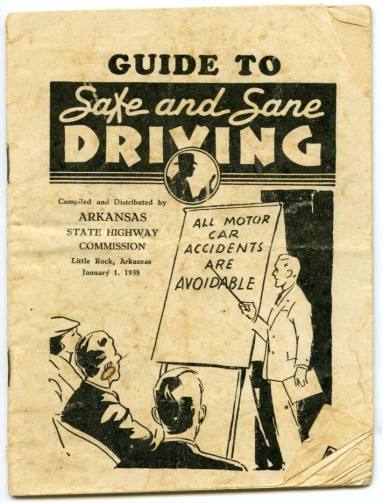 GUIDE TO
Safe and Sane
DRIVING
Compiled and Distributed by
ARKANSAS
STATE HIGHWAY
COMMISSION
Little Rock, Arkansas
January 1, 1938
ALL MOTOR
CAR
ACCIDENTS
ARE
AVOIDABLE